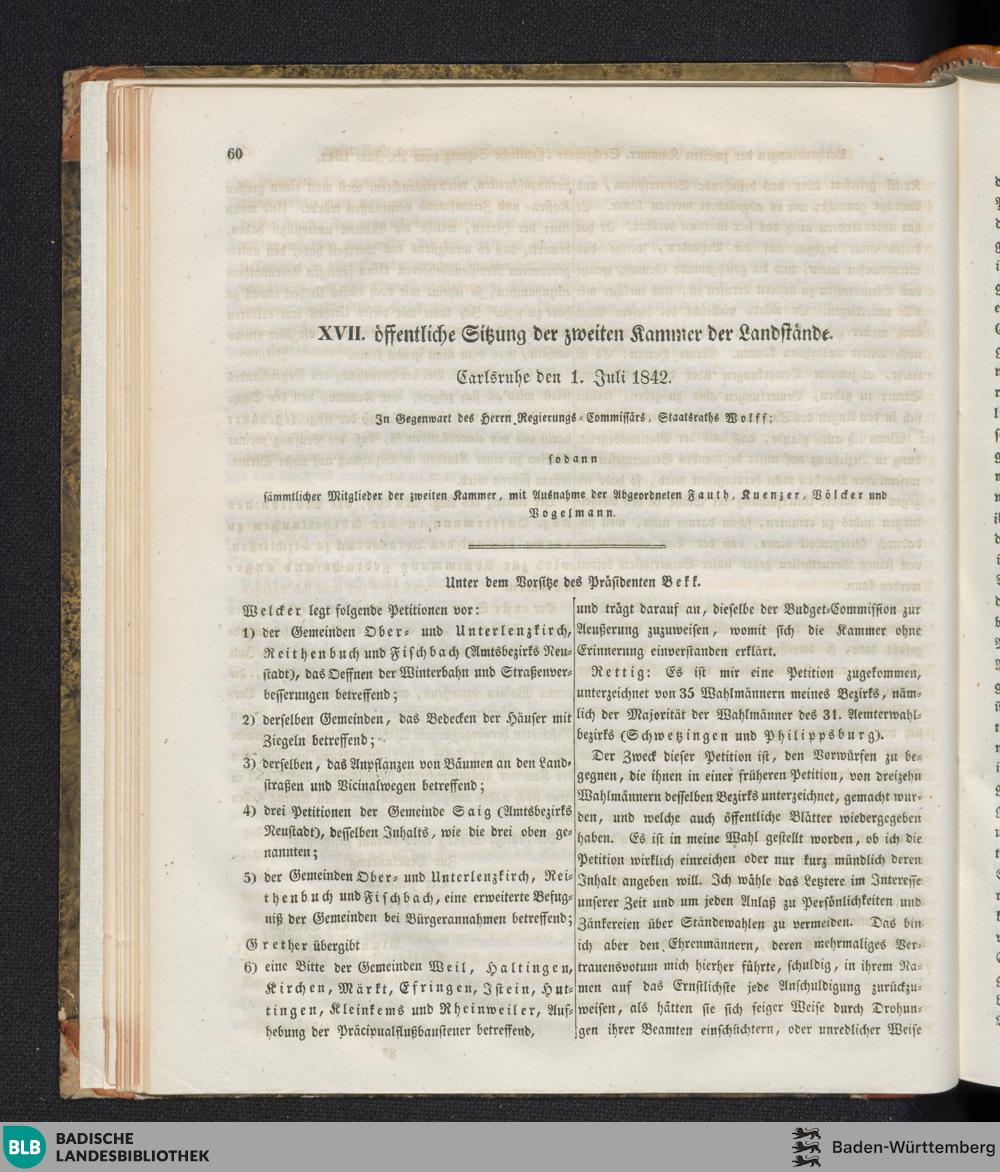 60
XVII. öffentliche Sitzung der zweiten Kammer der Landstände.
Carlsruhe den 1. Juli 1842.
In Gegenwart des Herrn Regierungs-Commissärs, Staatsraths Wolff;
sodann
sämmtlicher Mitglieder der zweiten Kammer, mit Ausnahme der Abgeordneten Fauth, Kuenzer, Völcker und
Vogelmann.
Unter dem Vorsitze des Präsidenten Bekk.
Welcker legt folgende Petitionen vor:
1) der Gemeinden Ober- und Unterlenzkirch,
Reithenbuch und Fischbach (Amtsbezirks Neu-
stadt), das Oeffnen der Winterbahn und Straßenver-
besserungen betreffend;
2) derselben Gemeinden, das Bedecken der Häuser mit
Ziegeln betreffend;
3) derselben, das Anpflanzen von Bäumen an den Land-
straßen und Vicinalwegen betreffend;
4) drei Petitionen der Gemeinde Saig (Amtsbezirks
Neustadt), desselben Inhalts, wie die drei oben ge-
nannten;
5) der Gemeinden Ober- und Unterlenzkirch, Rei-
thenbuch und Fischbach, eine erweiterte Befug-
niß der Gemeinden bei Bürgerannahmen betreffend;
Grether übergibt
6) eine Bitte der Gemeinden Weil, Haltingen,
Kirchen, Märkt, Efringen, Istein, Hut-
tingen, Kleinkems und Rheinweiler, Auf-
hebung der Präcipualflußbausteuer betreffend,
und trägt darauf an, dieselbe der Budget-Commission zur
Aeußerung zuzuweisen, womit sich die Kammer ohne
Erinnerung einverstanden erklärt.
Rettig: Es ist mir eine Petition zugekommen,
unterzeichnet von 35 Wahlmännern meines Bezirks, näm-
lich der Majorität der Wahlmänner des 31. Aemterwahl-
bezirks (Schwetzingen und Philippsburg).
Der Zweck dieser Petition ist, den Vorwürfen zu be-
gegnen, die ihnen in einer früheren Petition, von dreizehn
Wahlmännern desselben Bezirks unterzeichnet, gemacht wur-
den, und welche auch öffentliche Blätter wiedergegeben
haben. Es ist in meine Wahl gestellt worden, ob ich die
Petition wirklich einreichen oder nur kurz mündlich deren
Inhalt angeben will. Ich wähle das Letztere im Interesse
unserer Zeit und um jeden Anlaß zu Persönlichkeiten und
Zänkereien über Ständewahlen zu vermeiden. Das bin
ich aber den Ehrenmännern, deren mehrmaliges Ver-
trauensvotum mich hierher führte, schuldig, in ihrem Na-
men auf das Ernstlichste jede Anschuldigung zurückzu-
weisen, als hätten sie sich feiger Weise durch Drohun-
gen ihrer Beamten einschüchtern, oder unredlicher Weise
BLB BADISCHE
LANDESBIBLIOTHEK
Baden-Württemberg